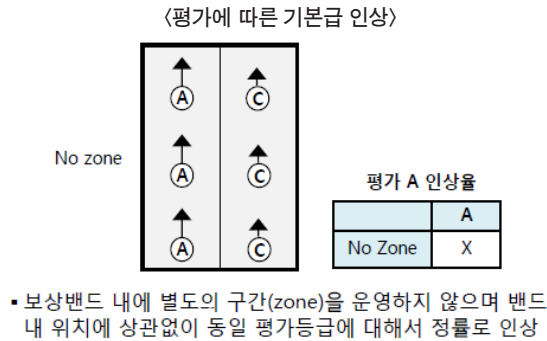 〈평가에 따른 기본급 인상〉
No zone
A C
A C
A C
평가 A 인상율
A
No Zone X
▪ 보상밴드 내에 별도의 구간(zone)을 운영하지 않으며 밴드
내 위치에 상관없이 동일 평가등급에 대해서 정률로 인상